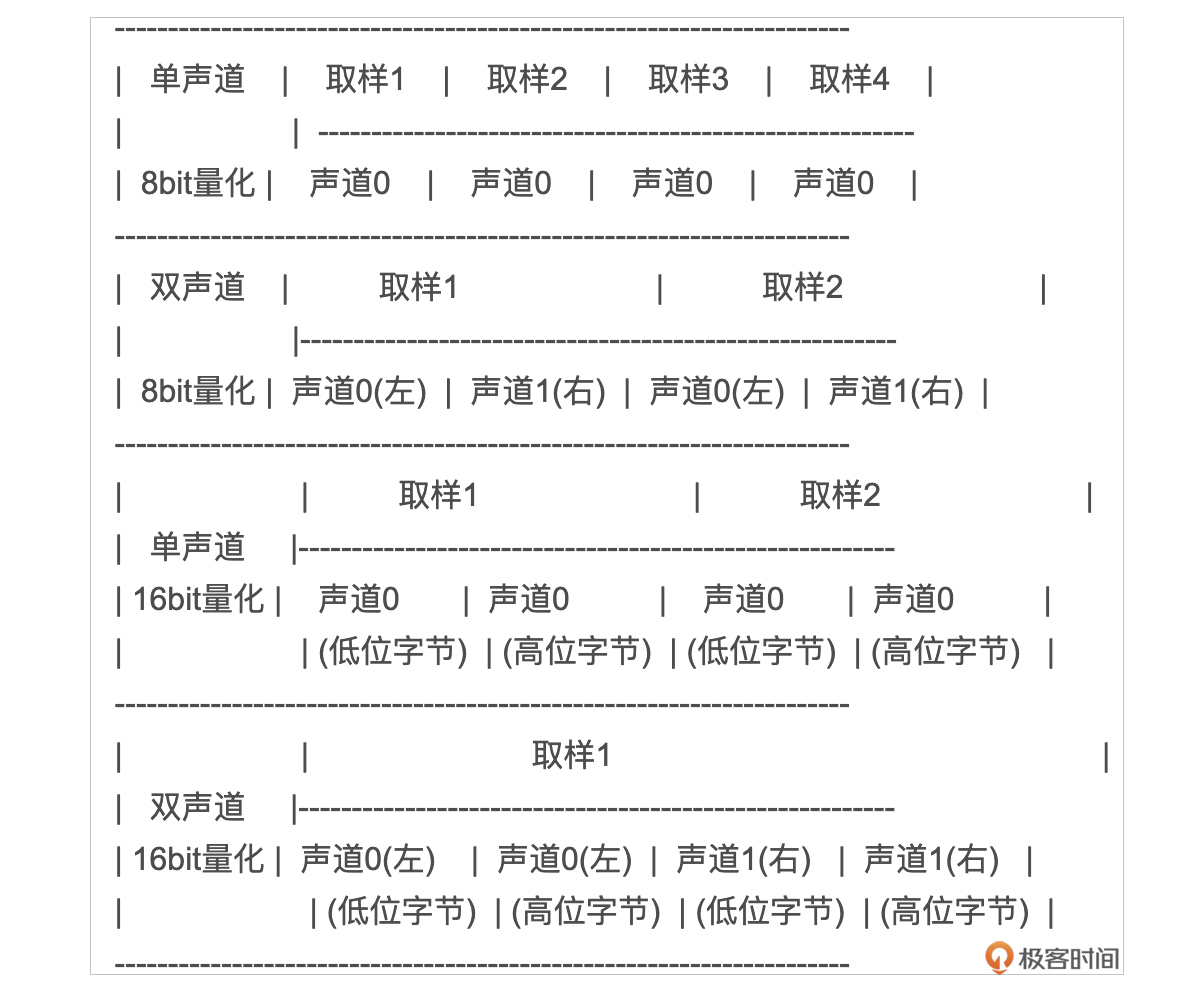 ---------------------------------------------------------------------
| 单声道 | 取样1 | 取样2 | 取样3 | 取样4 |
| | --------------------------------------------------------
| 8bit量化 | 声道0 | 声道0 | 声道0 | 声道0 |
---------------------------------------------------------------------
| 双声道 | 取样1 | 取样2 |
| |--------------------------------------------------------
| 8bit量化 | 声道0(左) | 声道1(右) | 声道0(左) | 声道1(右) |
---------------------------------------------------------------------
| | 取样1 | 取样2 |
| 单声道 |--------------------------------------------------------
| 16bit量化 | 声道0 | 声道0 | 声道0 | 声道0 |
| | (低位字节) | (高位字节) | (低位字节) | (高位字节) |
---------------------------------------------------------------------
| | 取样1 |
| 双声道 |--------------------------------------------------------
| 16bit量化 | 声道0(左) | 声道0(左) | 声道1(右) | 声道1(右) |
| | (低位字节) | (高位字节) | (低位字节) | (高位字节) |
---------------------------------------------------------------------
极客时间